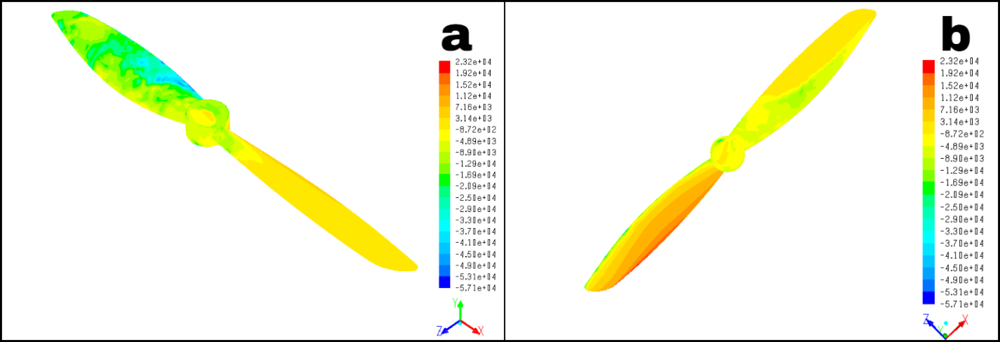 a
2.32e+04
1.92e+04
1.52e+04
1.12e+04
7.16e+03
3.14e+03
-8.72e+02
-4.89e+03
-8.90e+03
-1.29e+04
-1.69e+04
-2.09e+04
-2.50e+04
-2.90e+04
-3.30e+04
-3.70e+04
-4.10e+04
-4.50e+04
-4.90e+04
-5.31e+04
-5.71e+04
Y
Z
X
b
2.32e+04
1.92e+04
1.52e+04
1.12e+04
7.16e+03
3.14e+03
-8.72e+02
-4.89e+03
-8.90e+03
-1.29e+04
-1.69e+04
-2.09e+04
-2.50e+04
-2.90e+04
-3.30e+04
-3.70e+04
-4.10e+04
-4.50e+04
-4.90e+04
-5.31e+04
-5.71e+04
Z
X
Y